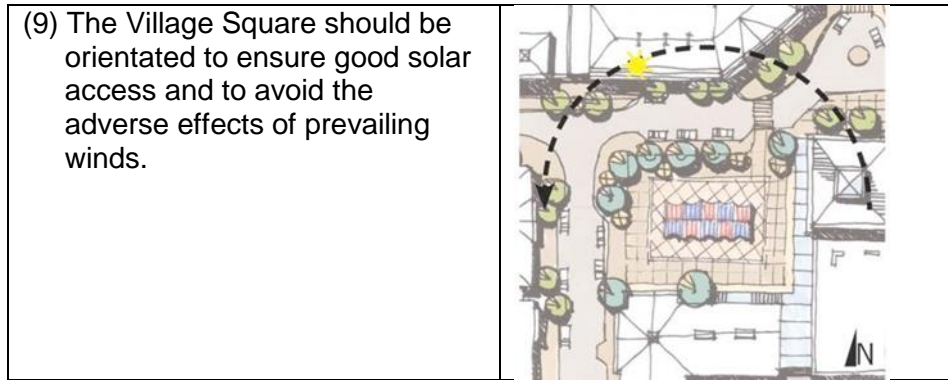 (9) The Village Square should be
orientated to ensure good solar
access and to avoid the
adverse effects of prevailing
winds.
N